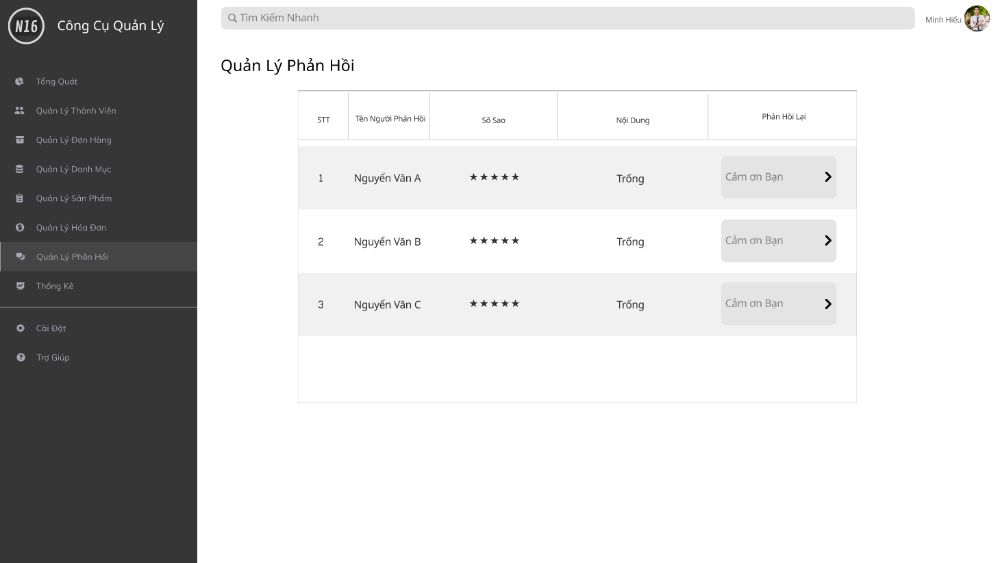 N16
Công Cụ Quản Lý
Tìm Kiếm Nhanh
Minh Hiếu
Tổng Quát
Quản Lý Thành Viên
Quản Lý Đơn Hàng
Quản Lý Danh Mục
Quản Lý Sản Phẩm
Quản Lý Hóa Đơn
Quản Lý Phản Hồi
Thống Kê
Cài Đặt
Trợ Giúp
Quản Lý Phản Hồi
STT Tên Người Phản Hồi Số Sao Nội Dung Phản Hồi Lại
1 Nguyễn Văn A ★★★★★ Trống Cảm ơn Bạn
2 Nguyễn Văn B ★★★★★ Trống Cảm ơn Bạn
3 Nguyễn Văn C ★★★★★ Trống Cảm ơn Bạn